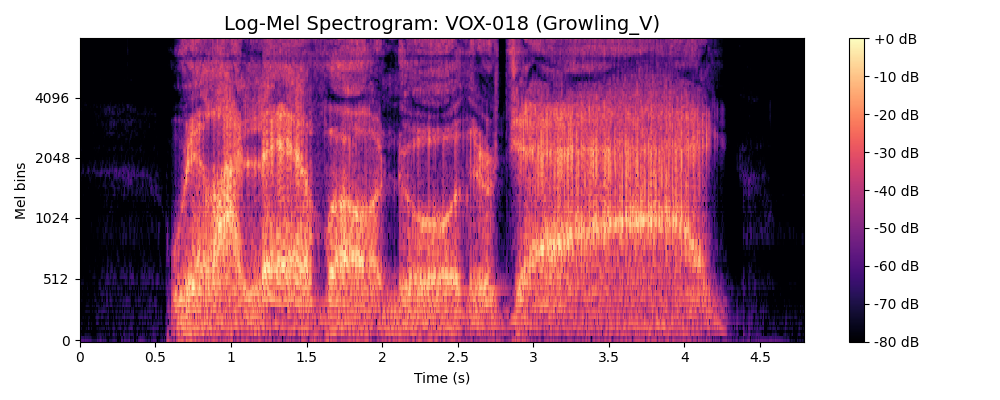 Log-Mel Spectrogram: VOX-018 (Growling_V)
Mel bins
4096
2048
1024
512
0
0 0.5 1 1.5 2 2.5 3 3.5 4 4.5
Time (s)
+0 dB
-10 dB
-20 dB
-30 dB
-40 dB
-50 dB
-60 dB
-70 dB
-80 dB